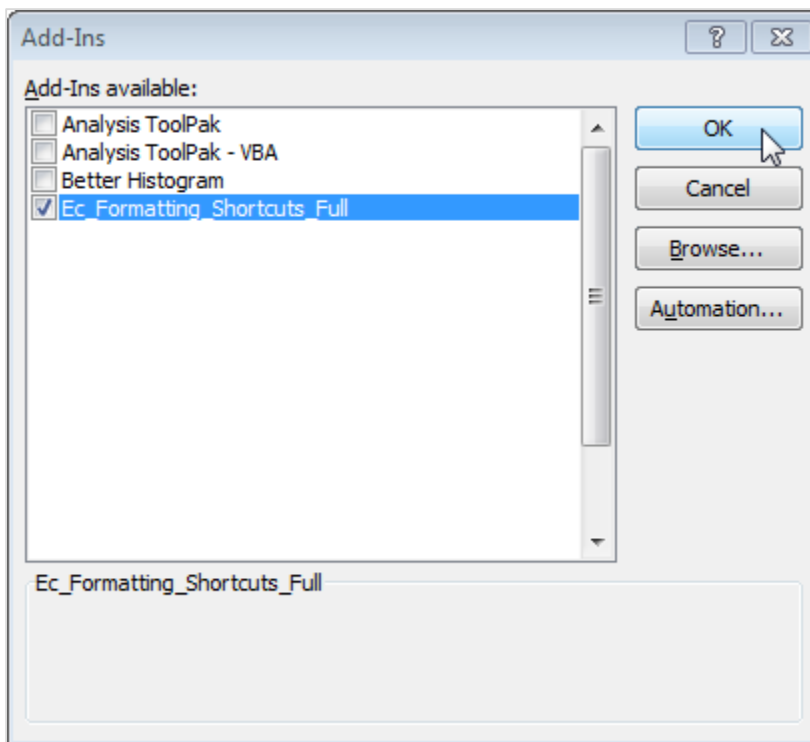 Add-Ins
Add-Ins available:
Analysis ToolPak
Analysis ToolPak - VBA
Better Histogram
Ec_Formatting_Shortcuts_Full
OK
Cancel
Browse...
Automation...
Ec_Formatting_Shortcuts_Full